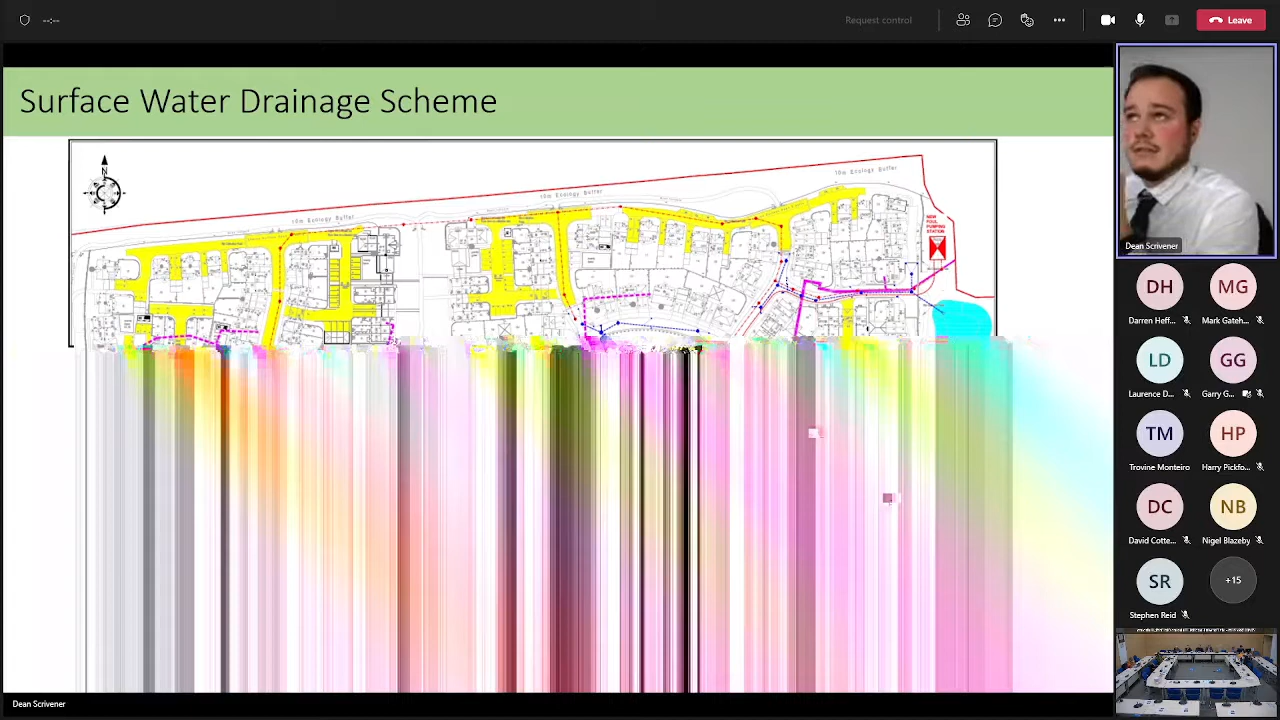 --:--
Request control
Leave
Surface Water Drainage Scheme
N
10m Ecology Buffer
10m Ecology Buffer
10m Ecology Buffer
NEW
FOUL
PUMPING
STATION
Dean Scrivener
DH
MG
Darren Heff...
Mark Gateh...
LD
GG
Laurence D...
Garry G...
TM
HP
Trovine Monteiro
Harry Pickfo...
DC
NB
David Cotte...
Nigel Blazeby
SR
+15
Stephen Reid
Dean Scrivener